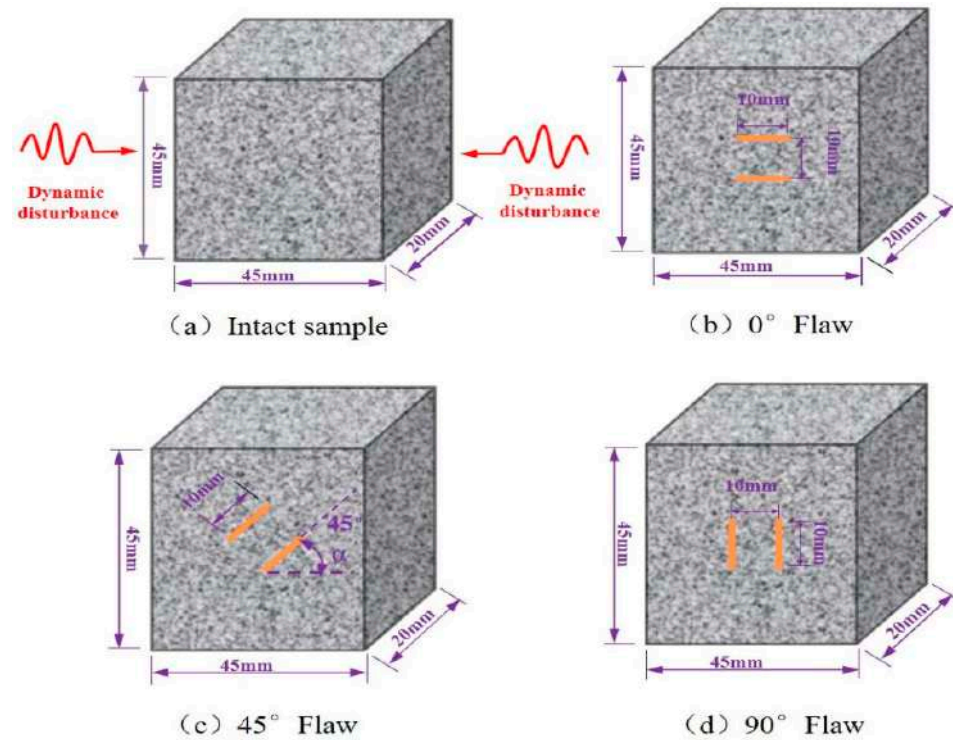 45mm
Dynamic
disturbance
Dynamic
disturbance
20mm
45mm
(a) Intact sample
10mm
45mm
10mm
20mm
45mm
(b) 0° Flaw
10mm
45°
α
45mm
20mm
45mm
(c) 45° Flaw
10mm
45mm
10mm
20mm
45mm
(d) 90° Flaw